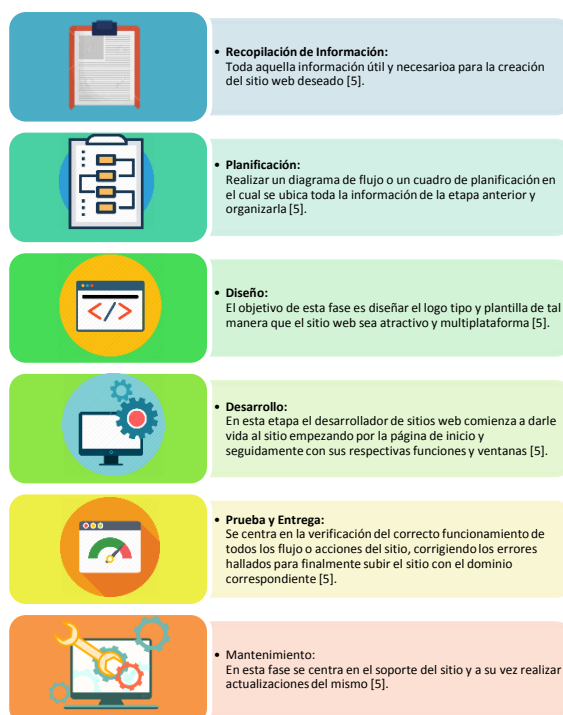 • Recopilación de Información:
Toda aquella información útil y necesarioa para la creación
del sitio web deseado [5].
• Planificación:
Realizar un diagrama de flujo o un cuadro de planificación en
el cual se ubica toda la información de la etapa anterior y
organizarla [5].
• Diseño:
El objetivo de esta fase es diseñar el logo tipo y plantilla de tal
manera que el sitio web sea atractivo y multiplataforma [5].
</>
• Desarrollo:
En esta etapa el desarrollador de sitios web comienza a darle
vida al sitio empezando por la página de inicio y
seguidamente con sus respectivas funciones y ventanas [5].
• Prueba y Entrega:
Se centra en la verificación del correcto funcionamiento de
todos los flujo o acciones del sitio, corrigiendo los errores
hallados para finalmente subir el sitio con el dominio
correspondiente [5].
• Mantenimiento:
En esta fase se centra en el soporte del sitio y a su vez realizar
actualizaciones del mismo [5].